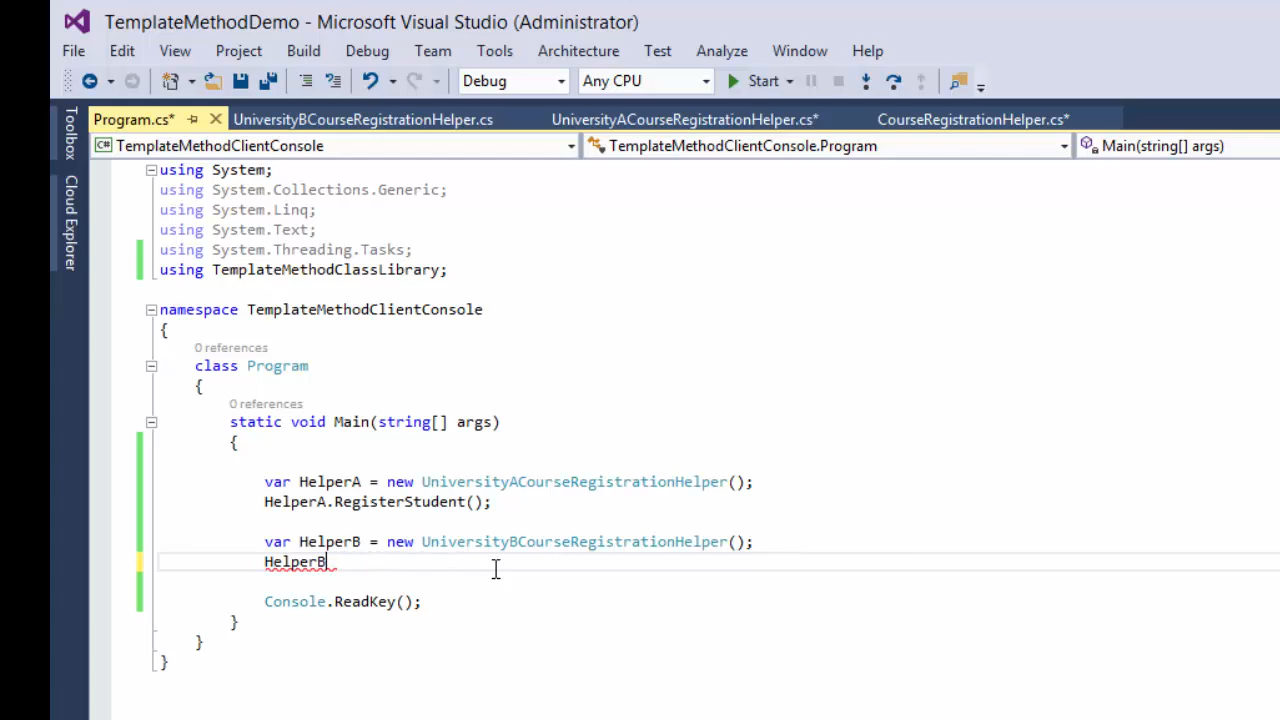 TemplateMethodDemo - Microsoft Visual Studio (Administrator)
File Edit View Project Build Debug Team Tools Architecture Test Analyze Window Help
Debug Any CPU Start
Toolbox
Cloud Explorer
Program.cs* UniversityBCourseRegistrationHelper.cs UniversityACourseRegistrationHelper.cs* CourseRegistrationHelper.cs*
C# TemplateMethodClientConsole TemplateMethodClientConsole.Program Main(string[] args)
using System;
using System.Collections.Generic;
using System.Linq;
using System.Text;
using System.Threading.Tasks;
using TemplateMethodClassLibrary;
namespace TemplateMethodClientConsole
{
0 references
class Program
{
0 references
static void Main(string[] args)
{
var HelperA = new UniversityACourseRegistrationHelper();
HelperA.RegisterStudent();
var HelperB = new UniversityBCourseRegistrationHelper();
HelperB
Console.ReadKey();
}
}
}